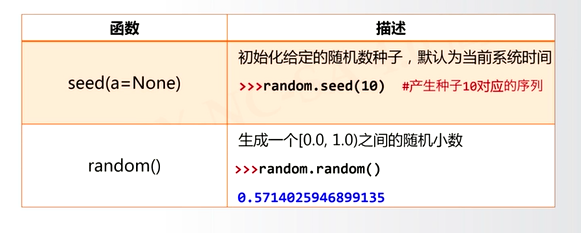 函数 描述
seed(a=None)
初始化给定的随机数种子，默认为当前系统时间
>>>random.seed(10) #产生种子10对应的序列
random()
生成一个[0.0, 1.0)之间的随机小数
>>>random.random()
0.5714025946899135